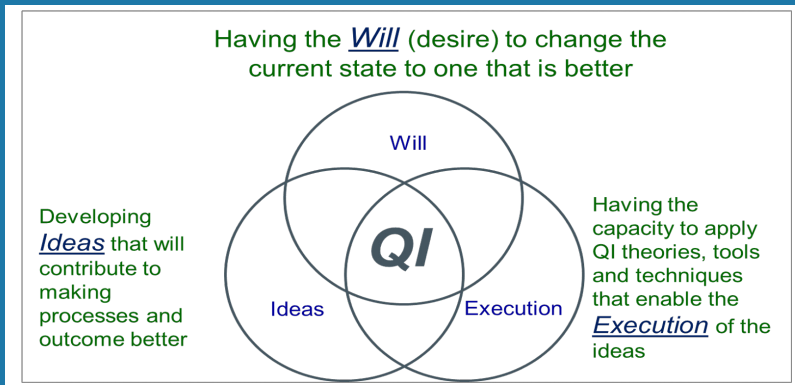 Having the Will (desire) to change the
current state to one that is better
Will
Developing
Ideas that will
contribute to
making
processes and
outcome better
QI
Ideas
Execution
Having the
capacity to apply
QI theories, tools
and techniques
that enable the
Execution of the
ideas